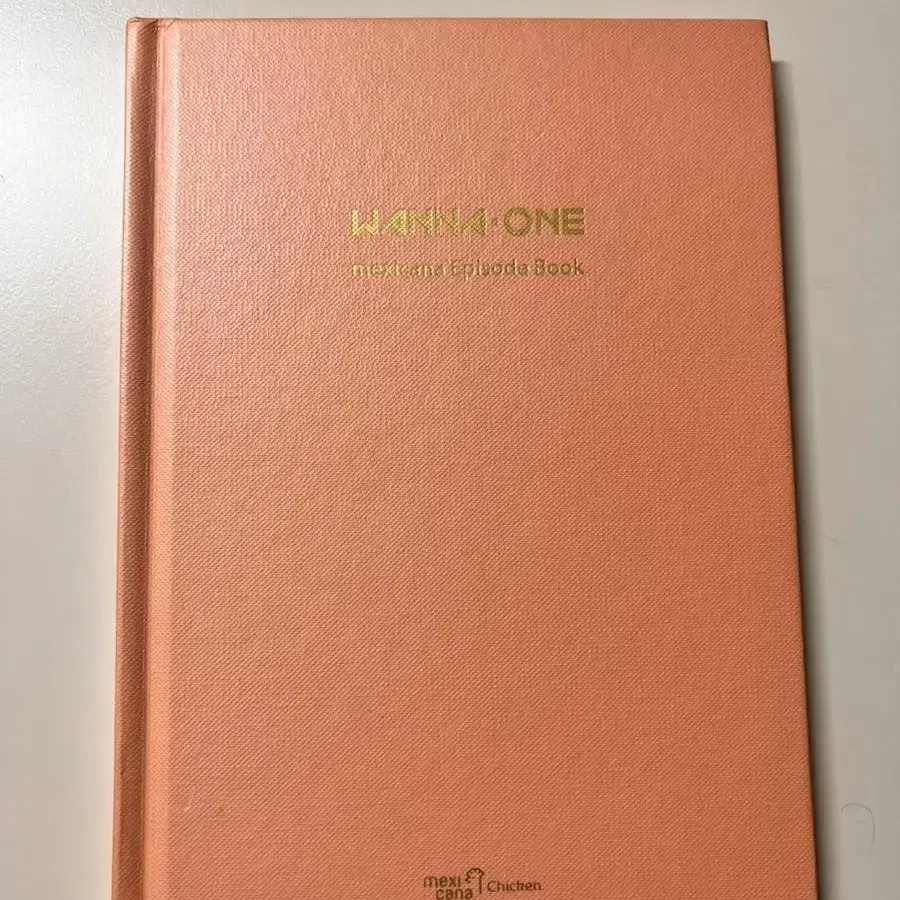 WANNA·ONE
mexicana Episode Book
mexi
cana Chicken